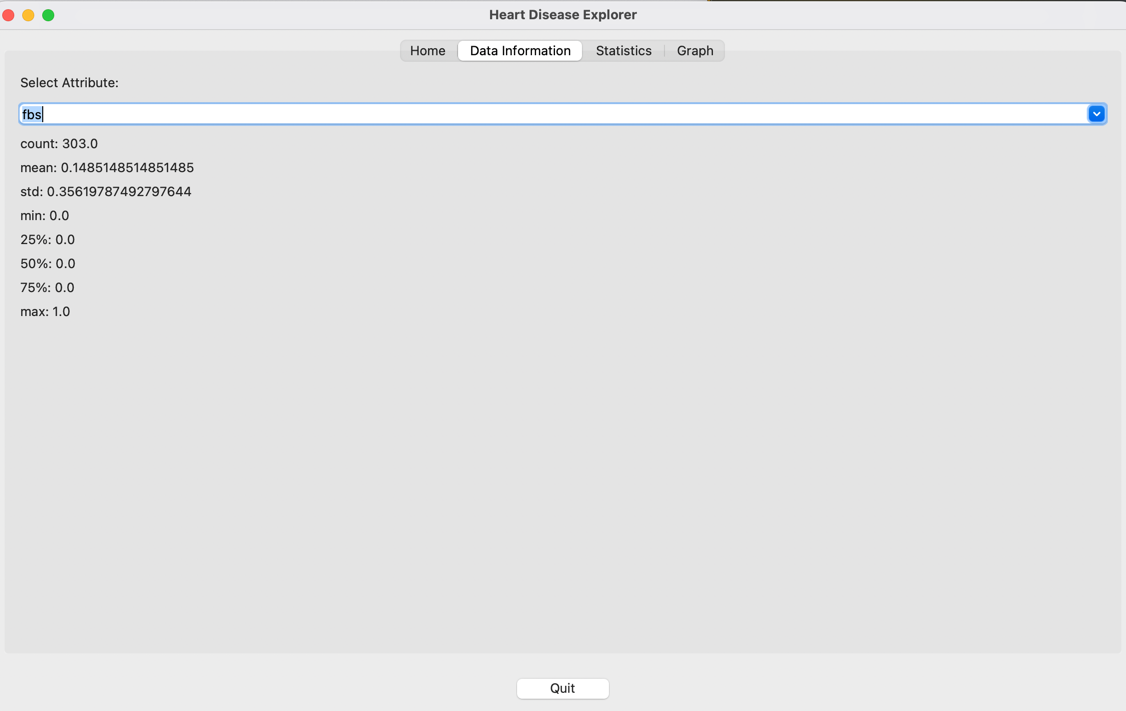 Heart Disease Explorer
Home Data Information Statistics Graph
Select Attribute:
fbs
count: 303.0
mean: 0.1485148514851485
std: 0.35619787492797644
min: 0.0
25%: 0.0
50%: 0.0
75%: 0.0
max: 1.0
Quit